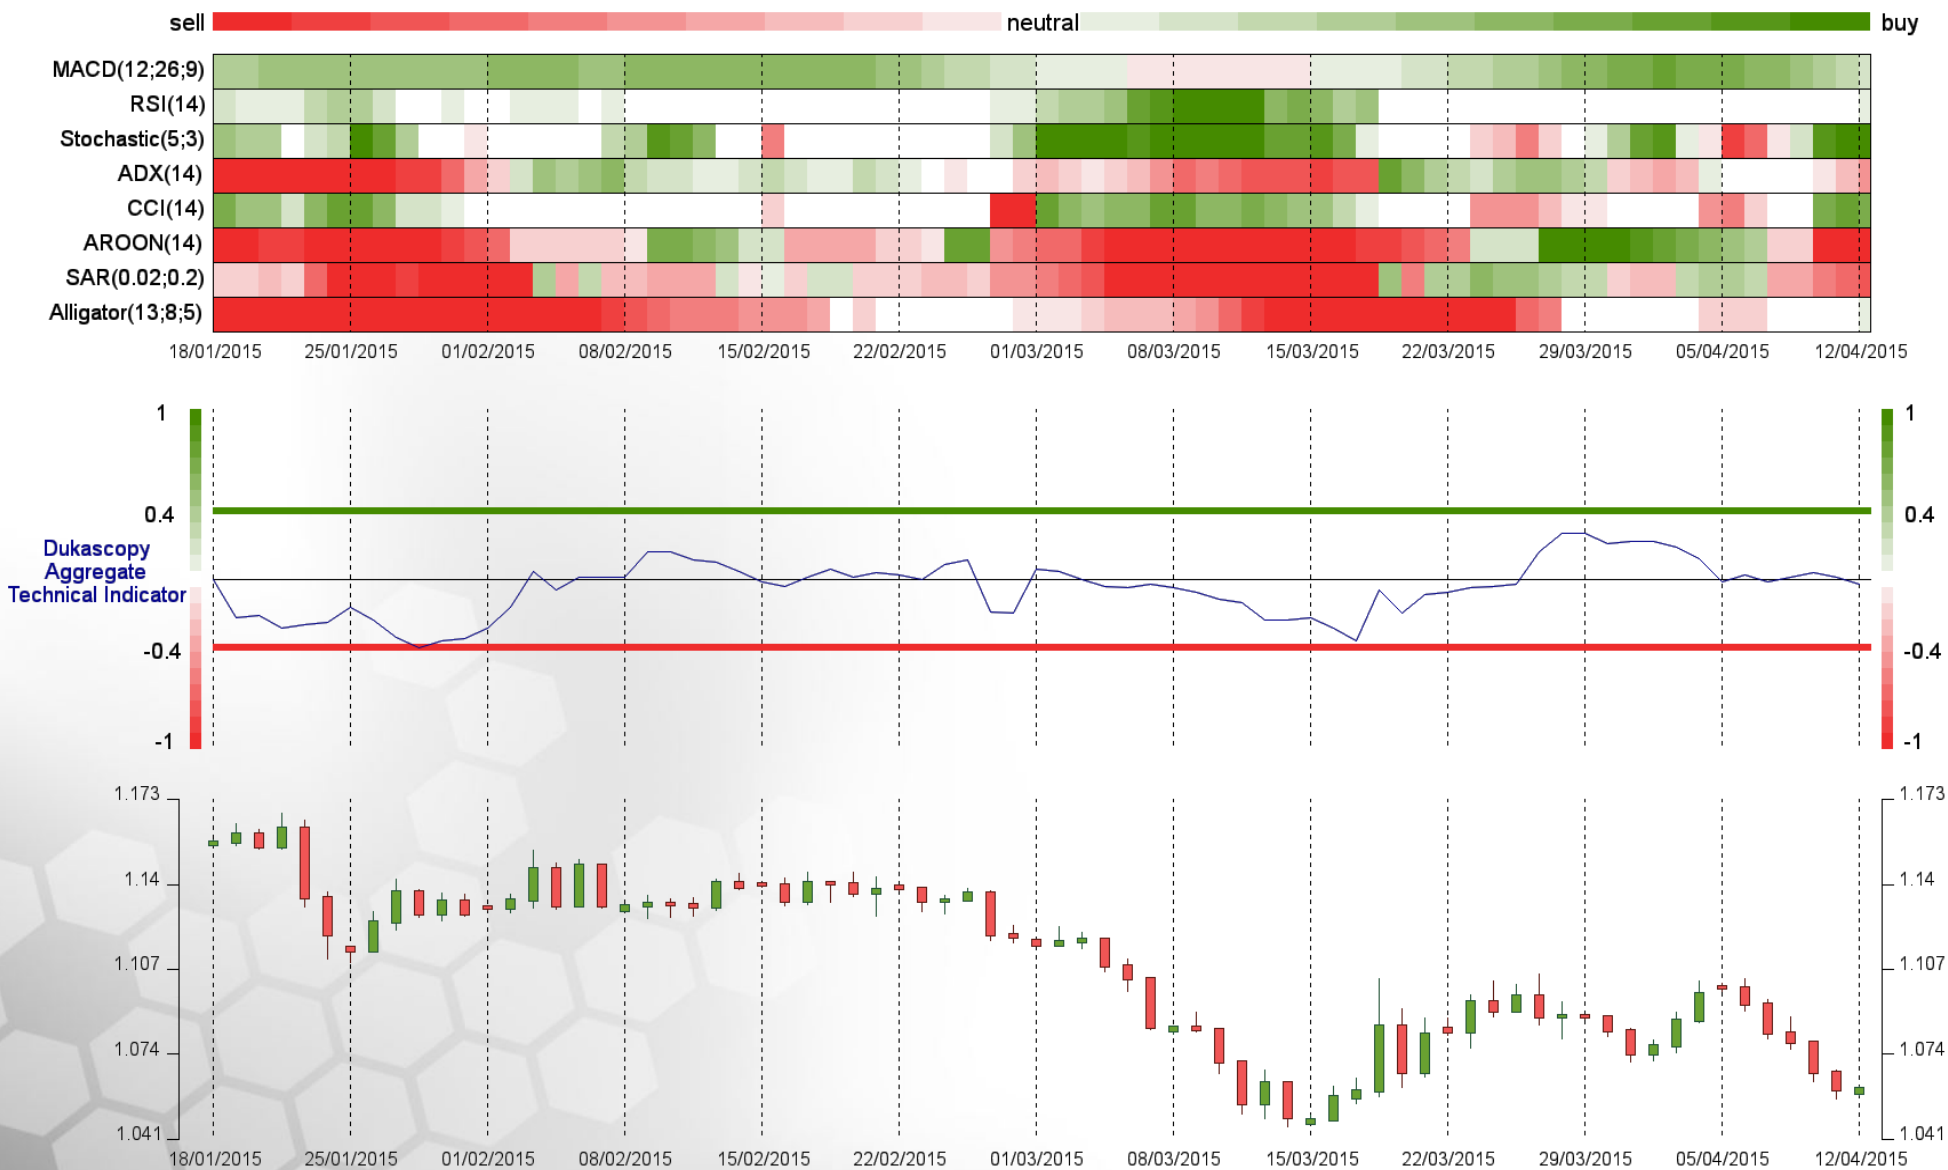 sell neutral buy
MACD(12;26;9)
RSI(14)
Stochastic(5;3)
ADX(14)
CCI(14)
AROON(14)
SAR(0.02;0.2)
Alligator(13;8;5)
18/01/2015 25/01/2015 01/02/2015 08/02/2015 15/02/2015 22/02/2015 01/03/2015 08/03/2015 15/03/2015 22/03/2015 29/03/2015 05/04/2015 12/04/2015
1 1
0.4 0.4
Dukascopy
Aggregate
Technical Indicator
-0.4 -0.4
-1 -1
1.173 1.173
1.14 1.14
1.107 1.107
1.074 1.074
1.041 1.041
18/01/2015 25/01/2015 01/02/2015 08/02/2015 15/02/2015 22/02/2015 01/03/2015 08/03/2015 15/03/2015 22/03/2015 29/03/2015 05/04/2015 12/04/2015